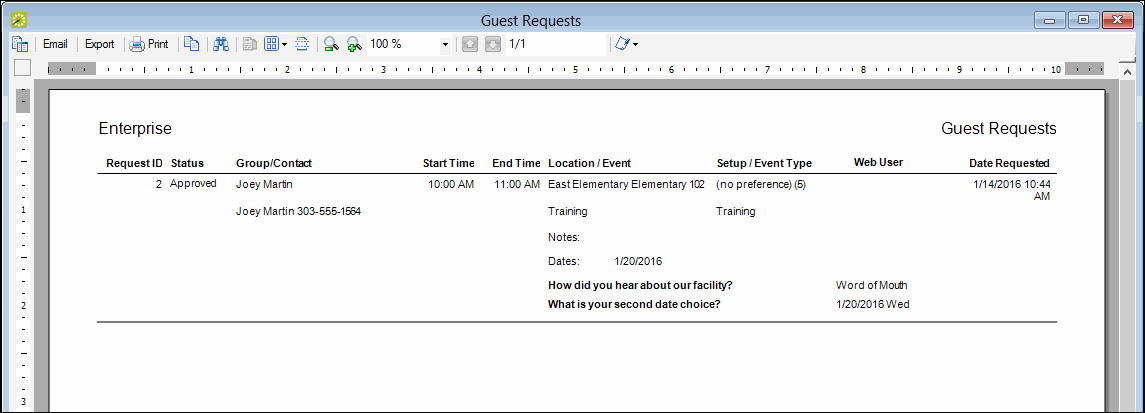 Guest Requests
Email Export Print 100 % 1/1
1 2 3 4 5 6 7 8 9 10
Enterprise Guest Requests
Request ID Status Group/Contact Start Time End Time Location / Event Setup / Event Type Web User Date Requested
2 Approved Joey Martin 10:00 AM 11:00 AM East Elementary Elementary 102 (no preference) (5) 1/14/2016 10:44
AM
1
Joey Martin 303-555-1564 Training Training
Notes:
Dates: 1/20/2016
How did you hear about our facility? Word of Mouth
2
What is your second date choice? 1/20/2016 Wed
3